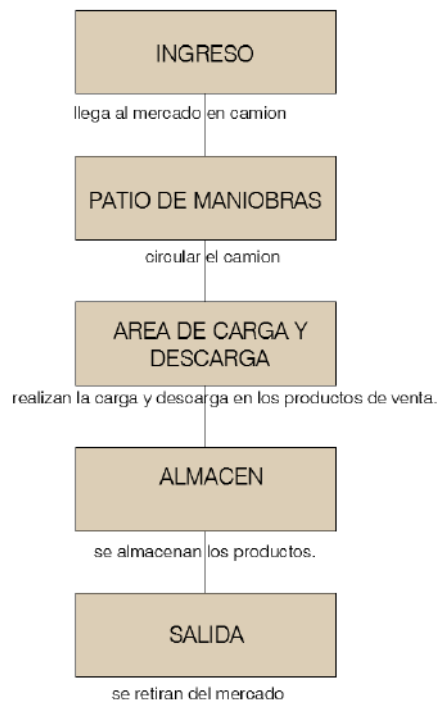 INGRESO
llega al mercado en camion
PATIO DE MANIOBRAS
circular el camion
AREA DE CARGA Y
DESCARGA
realizan la carga y descarga en los productos de venta.
ALMACEN
se almacenan los productos.
SALIDA
se retiran del mercado